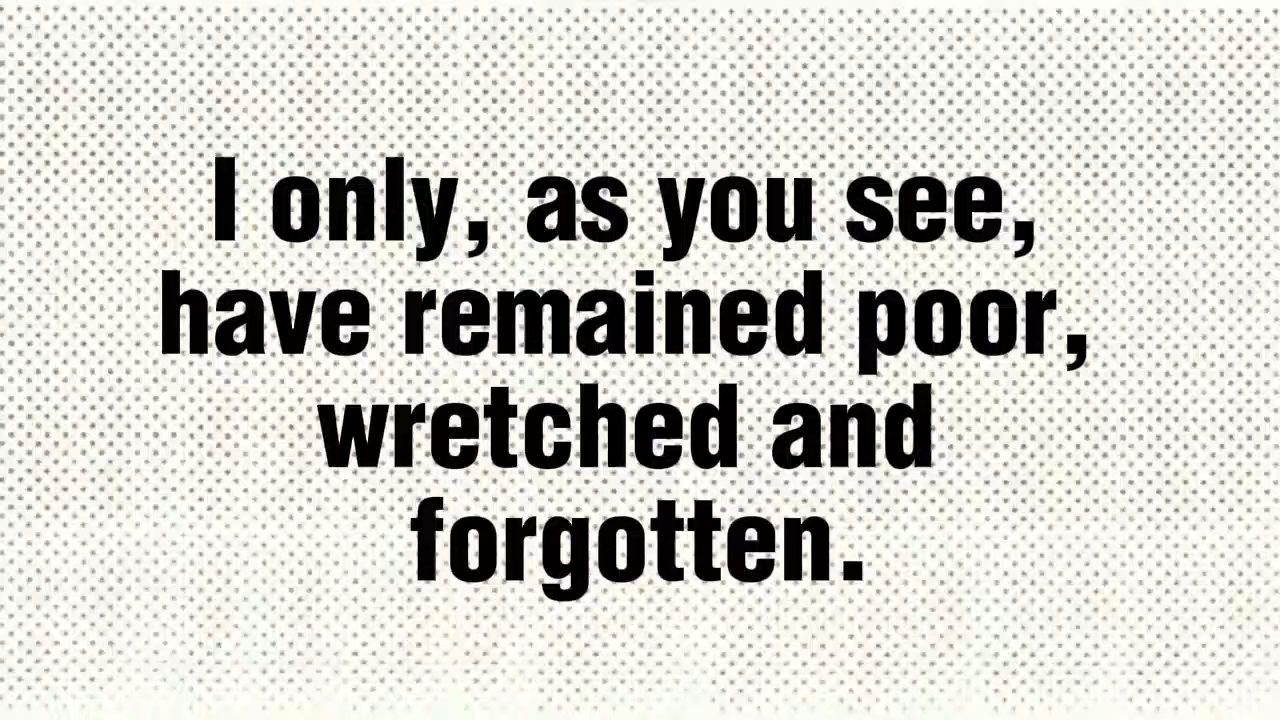 I only, as you see,
have remained poor,
wretched and
forgotten.